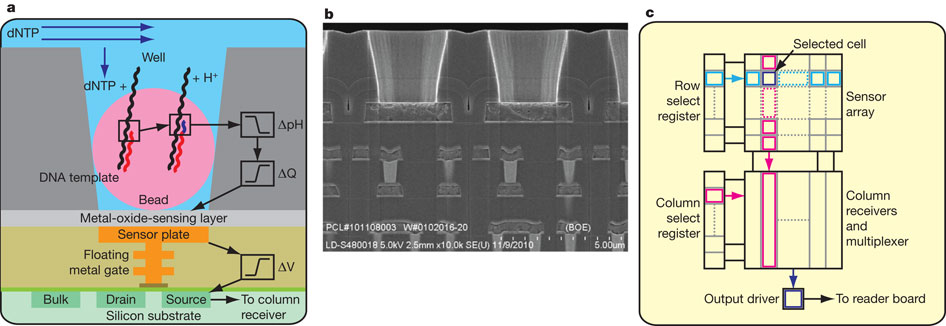 a
dNTP
Well
dNTP +
+ H⁺
ΔpH
ΔQ
DNA template
Bead
Metal-oxide-sensing layer
Sensor plate
Floating
metal gate
ΔV
Bulk
Drain
Source
To column
receiver
Silicon substrate
b
PCL#101108003 W#0102016-20 (BOE)
LD-S480018 5.0kV 2.5mm x10.0k SE(U) 11/9/2010 5.00um
c
Selected cell
Row
select
register
Sensor
array
Column
select
register
Column
receivers
and
multiplexer
Output driver
To reader board